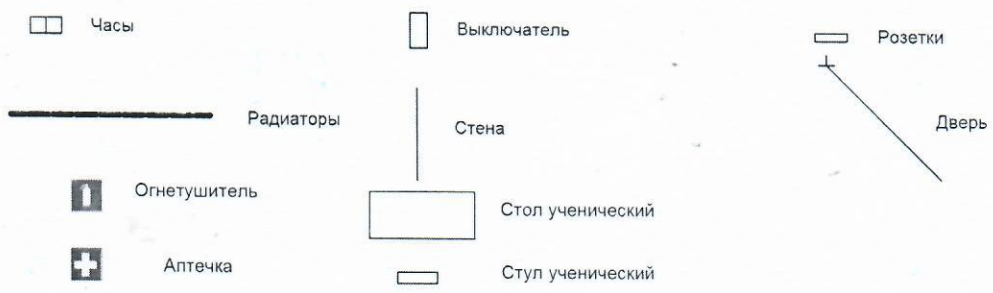 Часы
Выключатель
Розетки
Радиаторы
Стена
Дверь
Огнетушитель
Стол ученический
Аптечка
Стул ученический